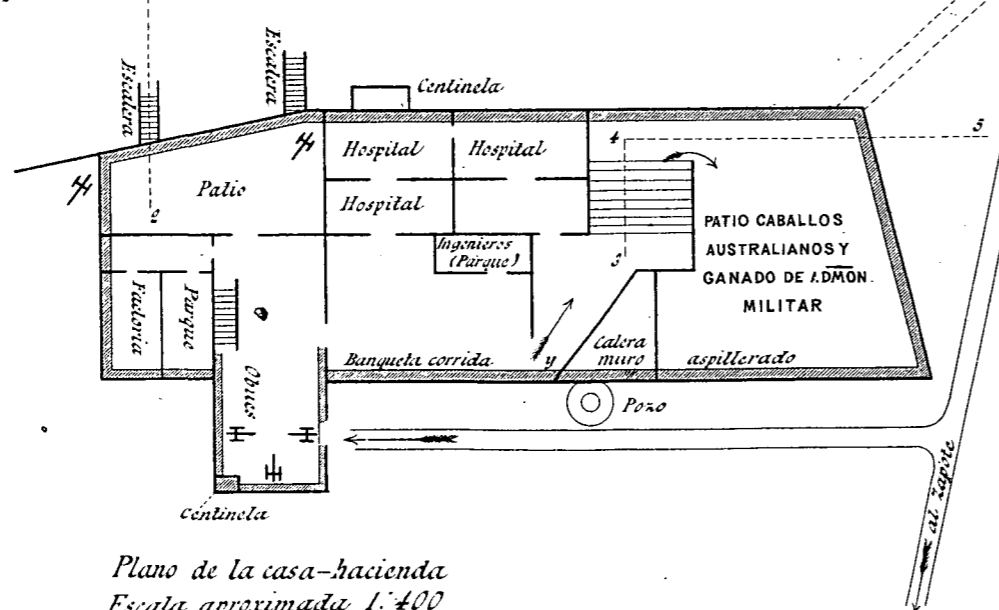 Escalera
Escalera
Centinela
4
5
Hospital
Hospital
Patio
Hospital
PATIO CABALLOS
AUSTRALIANOS Y
GANADO DE ADMON.
MILITAR
Ingenieros
(Parque)
3
Factoria
Parque
Obuses
Banqueta corrida y muro aspillerado
Calera
Pozo
al Zapote
Centinela
Plano de la casa-hacienda
Escala aproximada 1:400